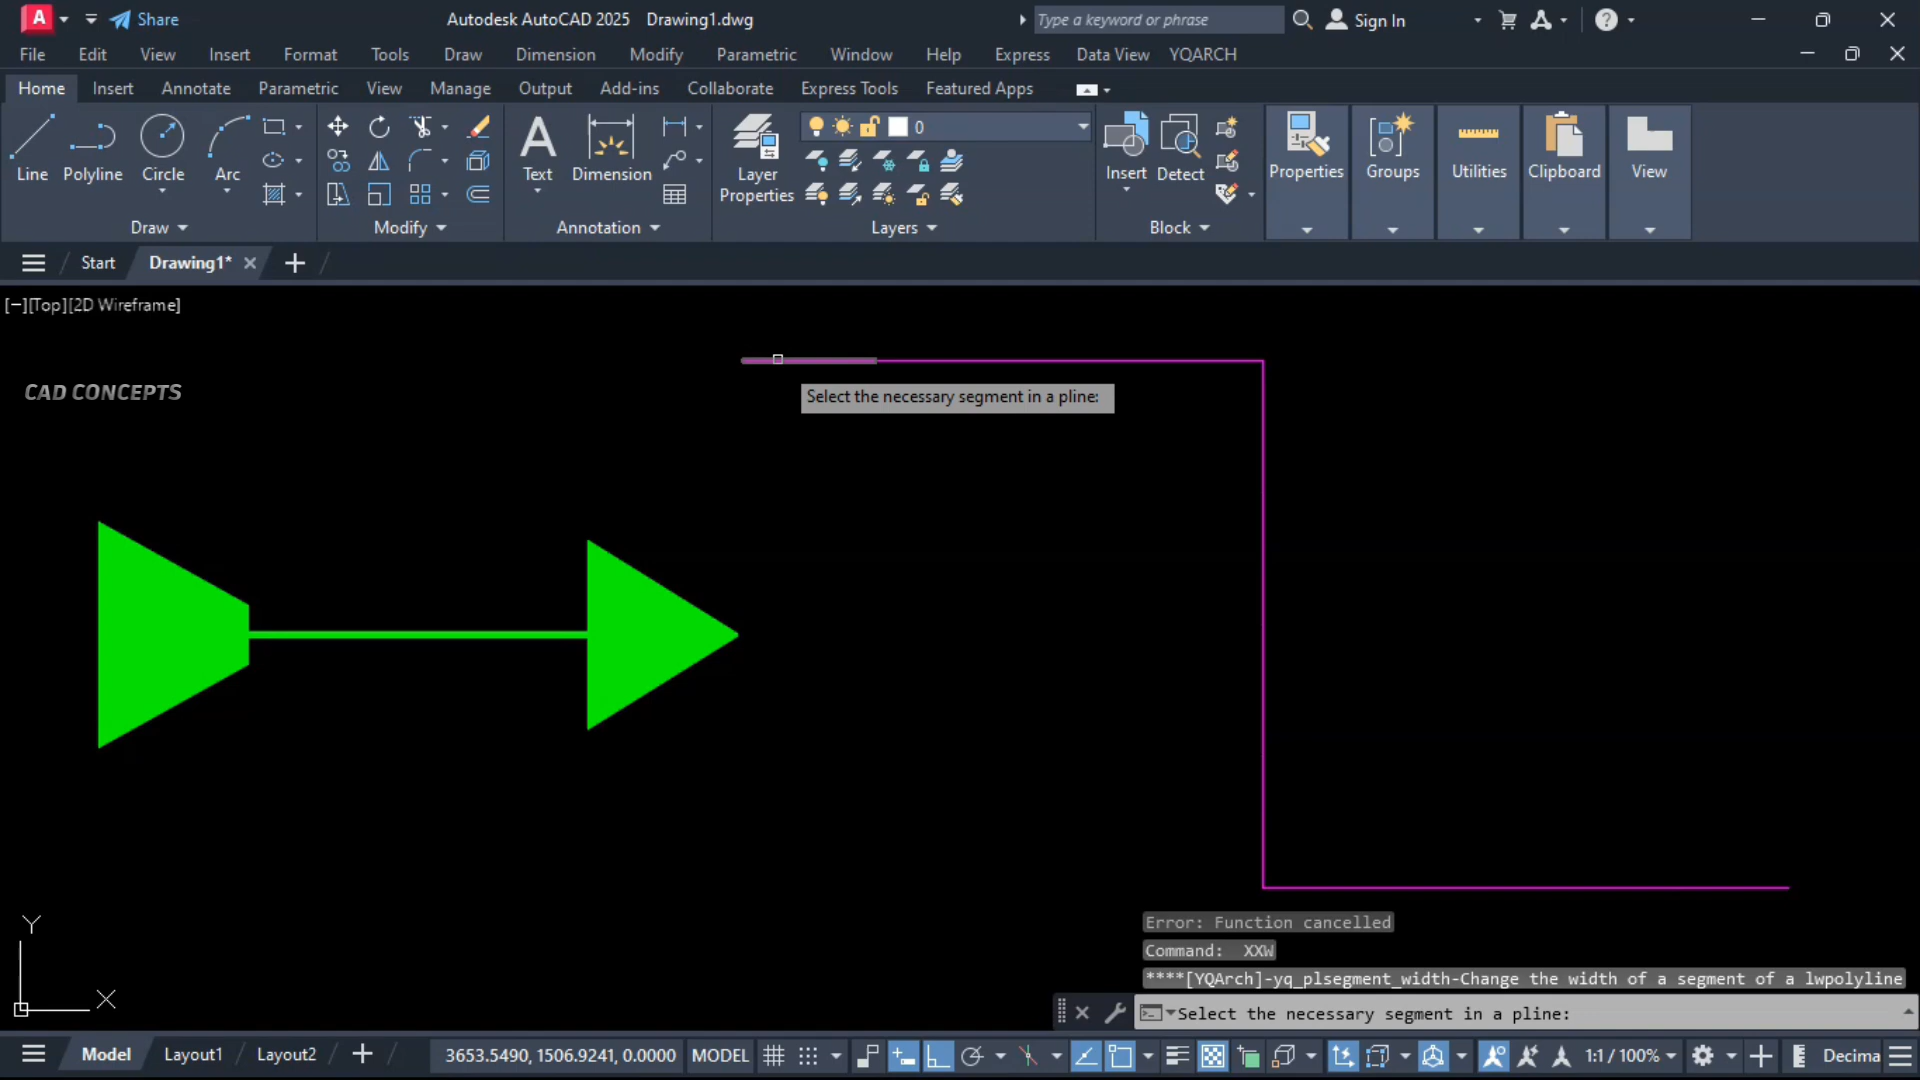 A Share Autodesk AutoCAD 2025 Drawing1.dwg Type a keyword or phrase Sign In
File Edit View Insert Format Tools Draw Dimension Modify Parametric Window Help Express Data View YQARCH
Home Insert Annotate Parametric View Manage Output Add-ins Collaborate Express Tools Featured Apps
0
Line Polyline Circle Arc Text Dimension Layer Properties Insert Detect Properties Groups Utilities Clipboard View
Draw Modify Annotation Layers Block
Start Drawing1*
[−][Top][2D Wireframe]
CAD CONCEPTS
Select the necessary segment in a pline:
Y
X
Error: Function cancelled
Command: XXW
****[YQArch]-yq_plsegment_width-Change the width of a segment of a lwpolyline
Select the necessary segment in a pline:
Model Layout1 Layout2 3653.5490, 1506.9241, 0.0000 MODEL 1:1 / 100% Decima